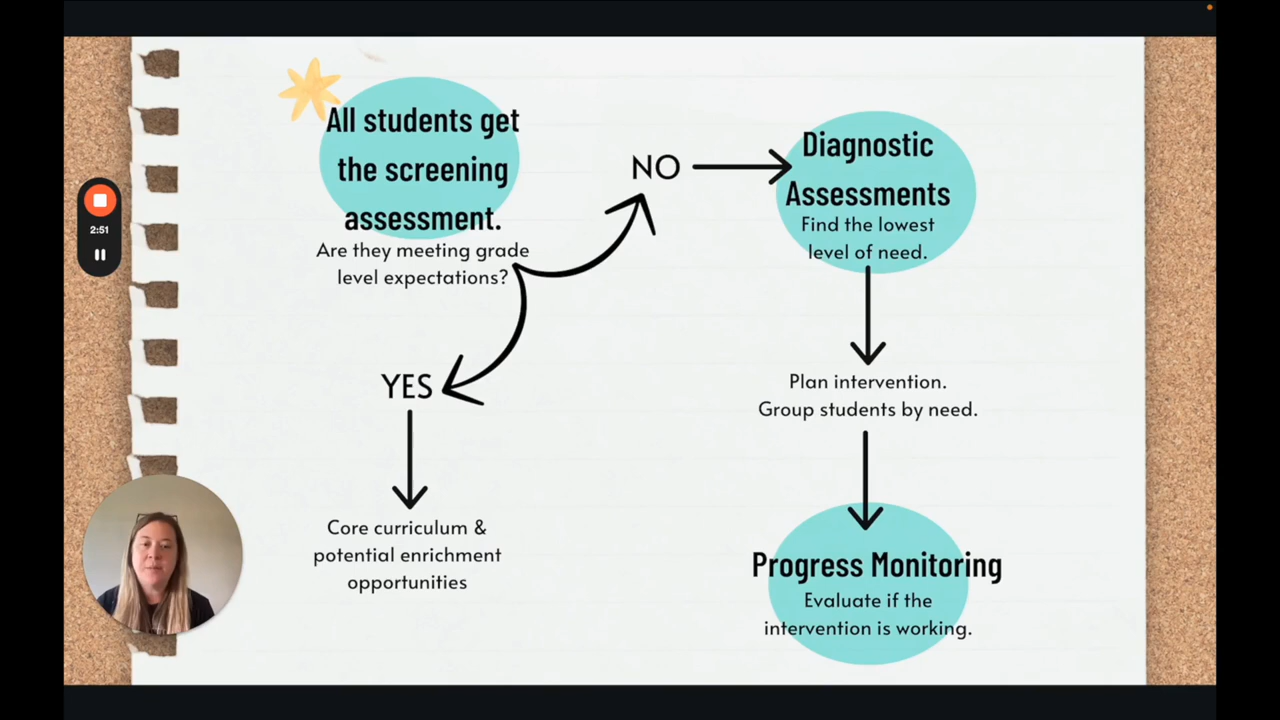 All students get
the screening
assessment.
Are they meeting grade
level expectations?
NO
Diagnostic
Assessments
Find the lowest
level of need.
2:51
YES
Plan intervention.
Group students by need.
Core curriculum &
potential enrichment
opportunities
Progress Monitoring
Evaluate if the
intervention is working.